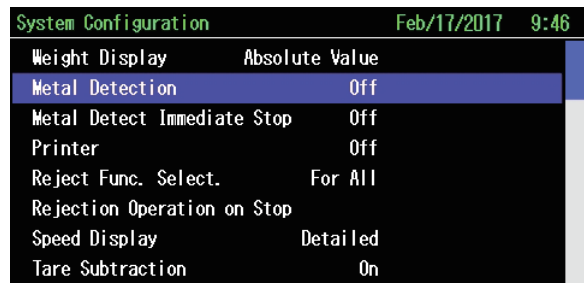 System Configuration Feb/17/2017 9:46
Weight Display Absolute Value
Metal Detection Off
Metal Detect Immediate Stop Off
Printer Off
Reject Func. Select. For All
Rejection Operation on Stop
Speed Display Detailed
Tare Subtraction On